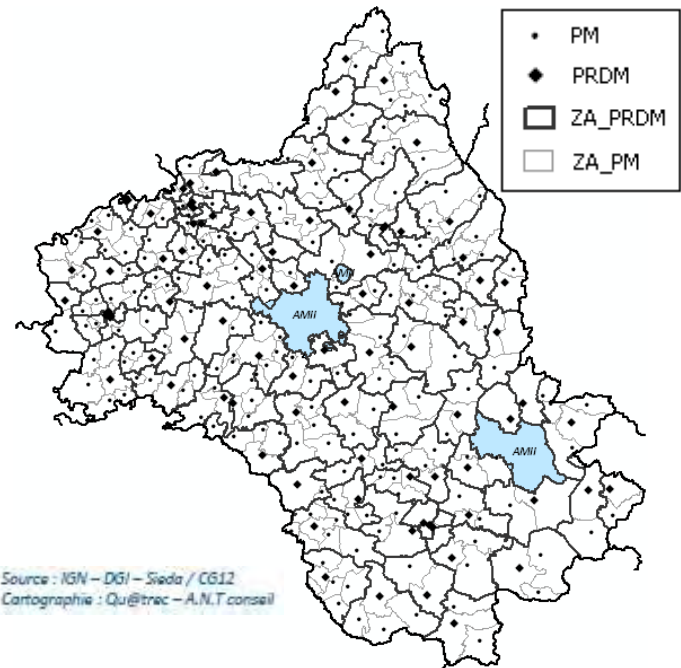 PM
PRDM
ZA_PRDM
ZA_PM
AMII
AMII
Source : IGN – DGI – Sieda / CG12
Cartographie : Qu@trec – A.N.T conseil